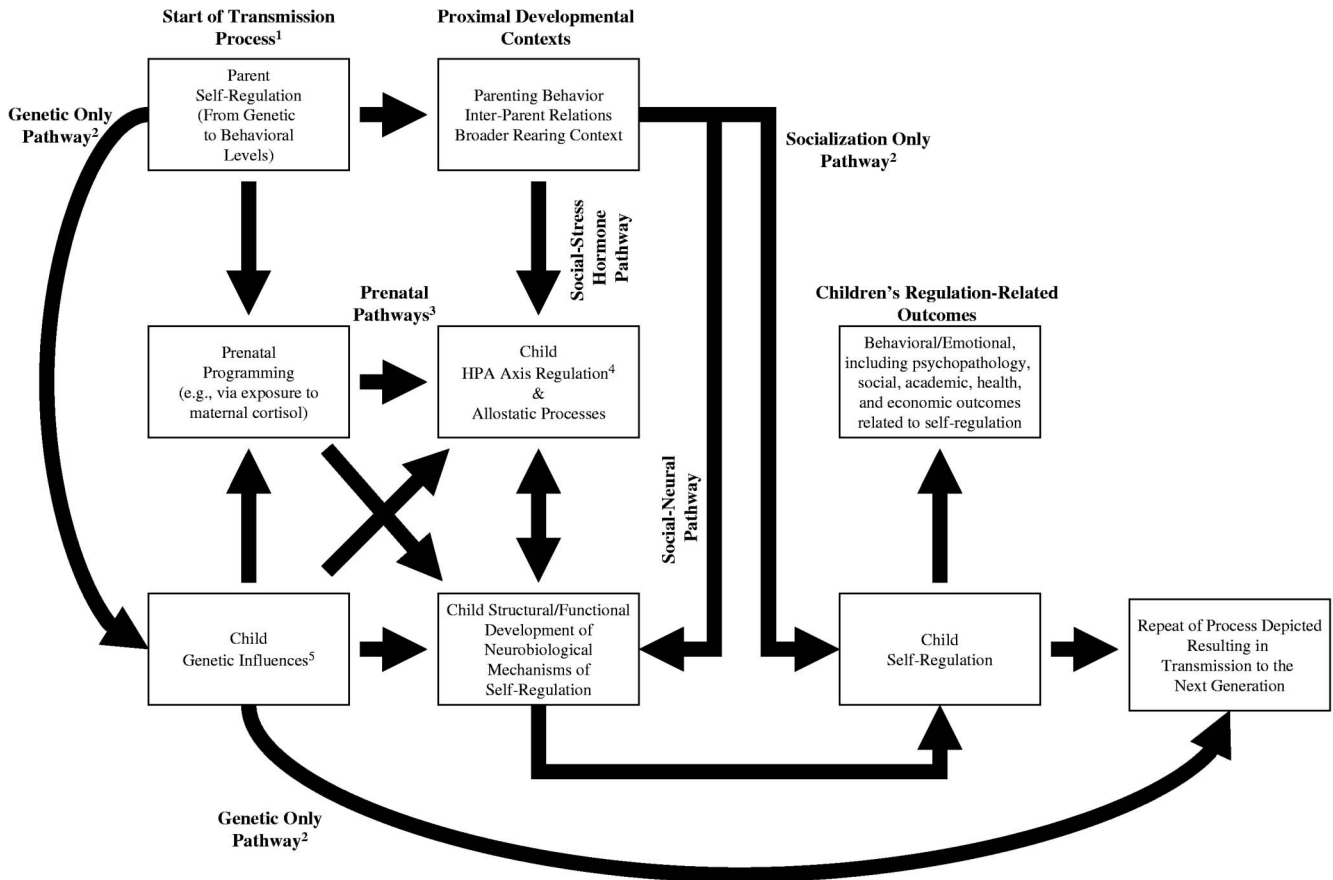 Start of Transmission
Process¹
Proximal Developmental
Contexts
Genetic Only
Pathway²
Parent
Self-Regulation
(From Genetic
to Behavioral
Levels)
Parenting Behavior
Inter-Parent Relations
Broader Rearing Context
Socialization Only
Pathway²
Social-Stress
Hormone
Pathway
Prenatal
Pathways³
Children's Regulation-Related
Outcomes
Prenatal
Programming
(e.g., via exposure to
maternal cortisol)
Child
HPA Axis Regulation⁴
&
Allostatic Processes
Behavioral/Emotional,
including psychopathology,
social, academic, health,
and economic outcomes
related to self-regulation
Social-Neural
Pathway
Child
Genetic Influences⁵
Child Structural/Functional
Development of
Neurobiological
Mechanisms of
Self-Regulation
Child
Self-Regulation
Repeat of Process Depicted
Resulting in
Transmission to the
Next Generation
Genetic Only
Pathway²